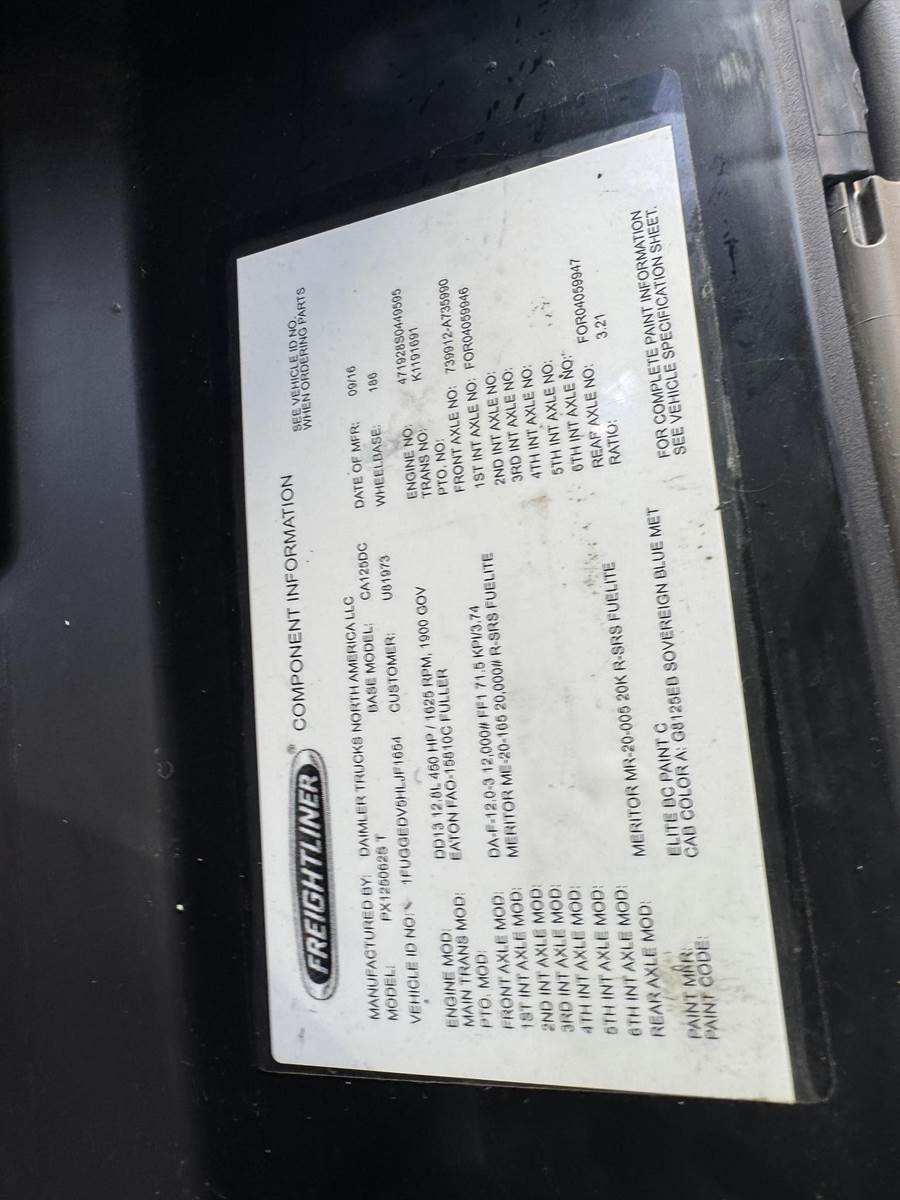 FREIGHTLINER® COMPONENT INFORMATION
SEE VEHICLE ID NO.
WHEN ORDERING PARTS
MANUFACTURED BY: DAIMLER TRUCKS NORTH AMERICA LLC DATE OF MFR: 09/16
MODEL: PX125062S T BASE MODEL: CA125DC WHEELBASE: 186
VEHICLE ID NO: 1FUGGEDV5HLJF1654 CUSTOMER: U81973
ENGINE MOD: DD13 12.8L 450 HP / 1625 RPM, 1900 GOV ENGINE NO: 471928S0449595
MAIN TRANS MOD: EATON FAO-15810C FULLER TRANS NO: K1191691
PTO. MOD: PTO. NO:
FRONT AXLE MOD: DA-F-12.0-3 12,000# FF1 71.5 KPI/3.74 FRONT AXLE NO: 739912-A735990
1ST INT AXLE MOD: MERITOR ME-20-165 20,000# R-SRS FUELITE 1ST INT AXLE NO: FOR04059946
2ND INT AXLE MOD: 2ND INT AXLE NO:
3RD INT AXLE MOD: 3RD INT AXLE NO:
4TH INT AXLE MOD: 4TH INT AXLE NO:
5TH INT AXLE MOD: 5TH INT AXLE NO:
6TH INT AXLE MOD: 6TH INT AXLE NO:
REAR AXLE MOD: MERITOR MR-20-005 20K R-SRS FUELITE REAR AXLE NO: FOR04059947
RATIO: 3.21
PAINT MFR: ELITE BC PAINT C
PAINT CODE: CAB COLOR A: G8125EB SOVEREIGN BLUE MET
FOR COMPLETE PAINT INFORMATION
SEE VEHICLE SPECIFICATION SHEET.